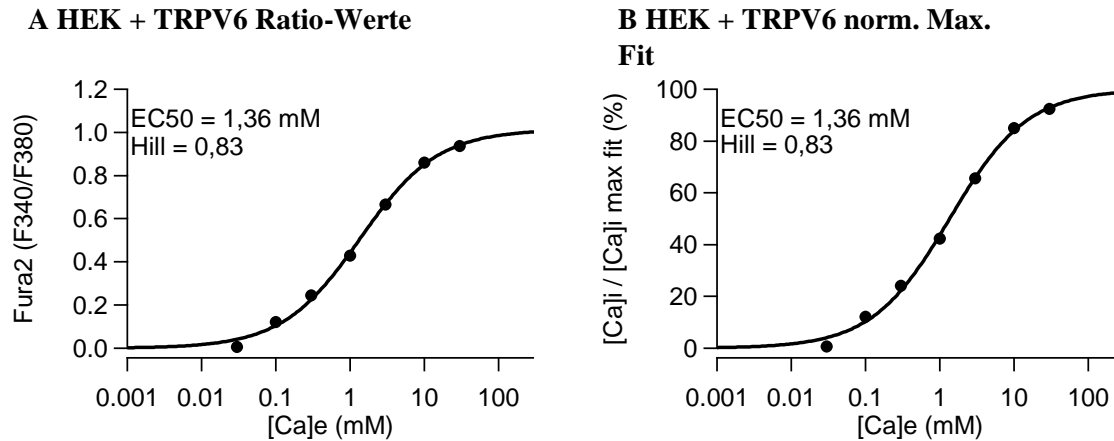 A HEK + TRPV6 Ratio-Werte
1.2
1.0
0.8
0.6
0.4
0.2
0.0
Fura2 (F340/F380)
EC50 = 1,36 mM
Hill = 0,83
0.001 0.01 0.1 1 10 100
[Ca]e (mM)
B HEK + TRPV6 norm. Max.
Fit
100
80
60
40
20
0
[Ca]i / [Ca]i max fit (%)
EC50 = 1,36 mM
Hill = 0,83
0.001 0.01 0.1 1 10 100
[Ca]e (mM)